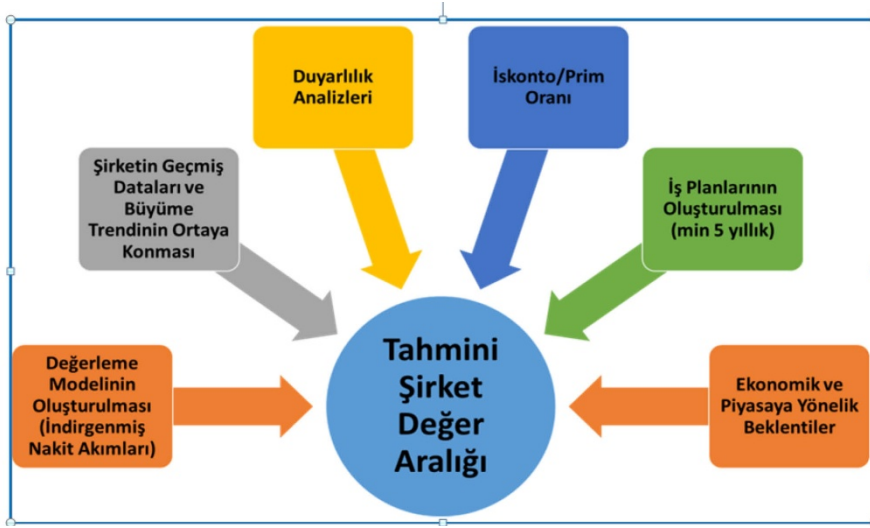 Duyarlılık
Analizleri
İskonto/Prim
Oranı
Şirketin Geçmiş
Dataları ve
Büyüme
Trendinin Ortaya
Konması
İş Planlarının
Oluşturulması
(min 5 yıllık)
Değerleme
Modelinin
Oluşturulması
(İndirgenmiş
Nakit Akımları)
Tahmini
Şirket
Değer
Aralığı
Ekonomik ve
Piyasaya Yönelik
Beklentiler